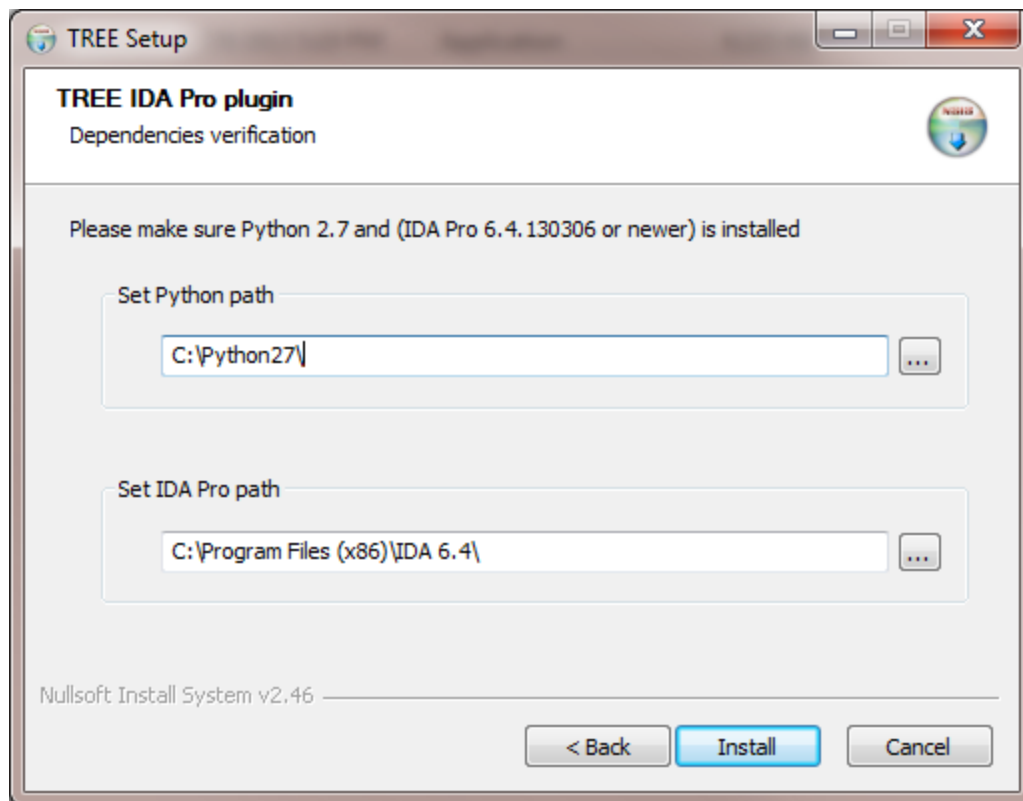 TREE Setup
TREE IDA Pro plugin
Dependencies verification
Please make sure Python 2.7 and (IDA Pro 6.4.130306 or newer) is installed
Set Python path
C:\Python27\
...
Set IDA Pro path
C:\Program Files (x86)\IDA 6.4\
...
Nullsoft Install System v2.46
< Back
Install
Cancel